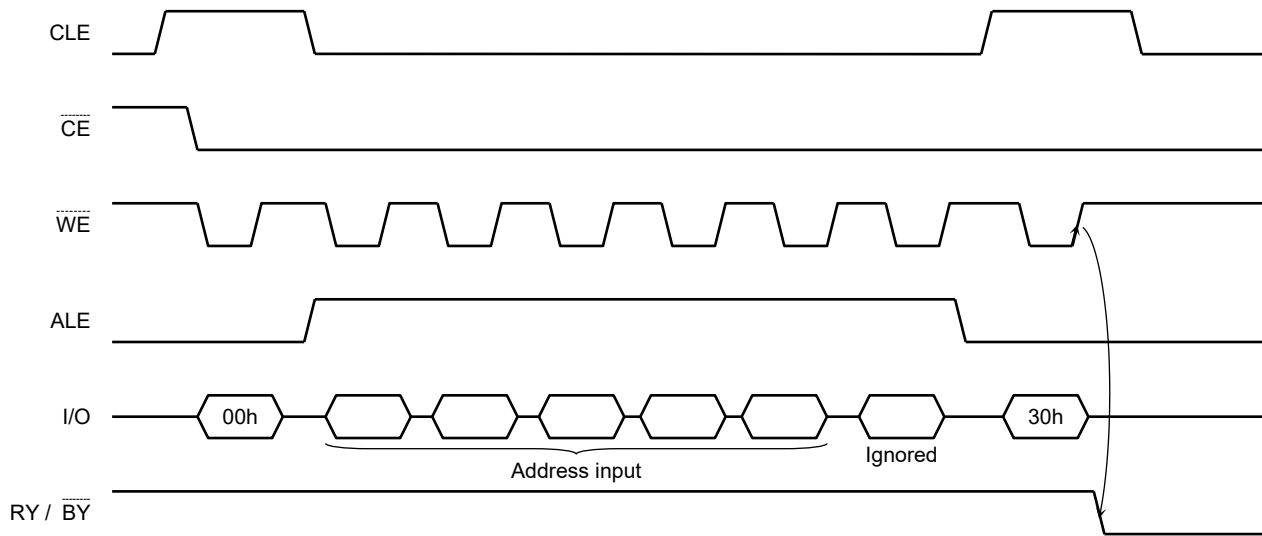 CLE
CE
WE
ALE
I/O 00h 30h
Ignored
Address input
RY / BY